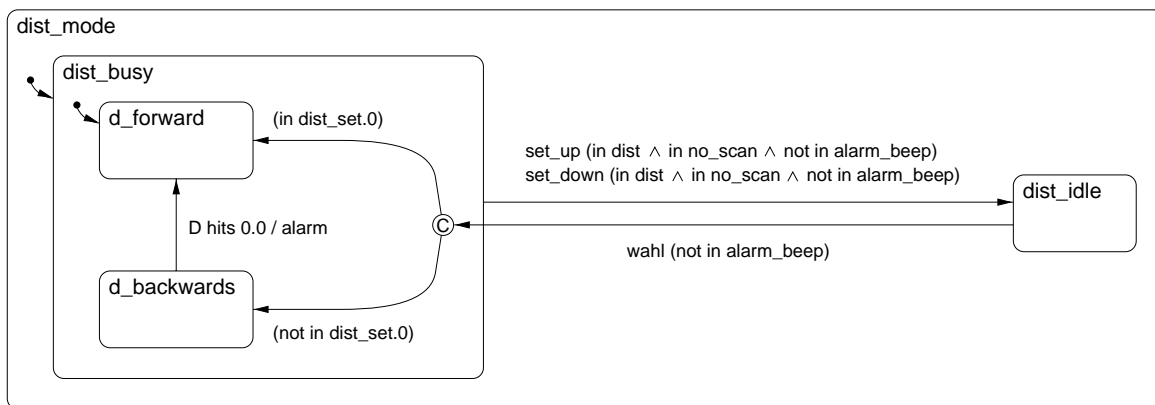 dist_mode
dist_busy
d_forward
(in dist_set.0)
set_up (in dist ∧ in no_scan ∧ not in alarm_beep)
set_down (in dist ∧ in no_scan ∧ not in alarm_beep)
dist_idle
D hits 0.0 / alarm
C
wahl (not in alarm_beep)
d_backwards
(not in dist_set.0)